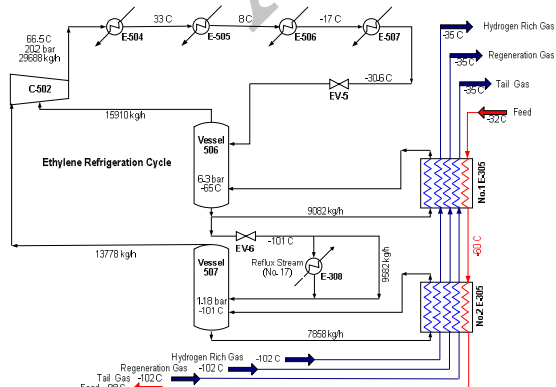 33 C
8 C
-17 C
E-504
E-505
E-506
E-507
66.5 C
20.2 bar
29688 kg/h
C-502
-30.6 C
EV-5
15910 kg/h
Vessel
506
6.3 bar
-65 C
Ethylene Refrigeration Cycle
9082 kg/h
EV-6
-101 C
13778 kg/h
Vessel
507
1.18 bar
-101 C
Reflux Stream
(No. 17)
E-308
9582 kg/h
7858 kg/h
Hydrogen Rich Gas
-35 C
Regeneration Gas
-35 C
Tail Gas
-35 C
Feed
-32 C
No.1 E-305
-60 C
No.2 E-305
Hydrogen Rich Gas -102 C
Regeneration Gas -102 C
Tail Gas -102 C